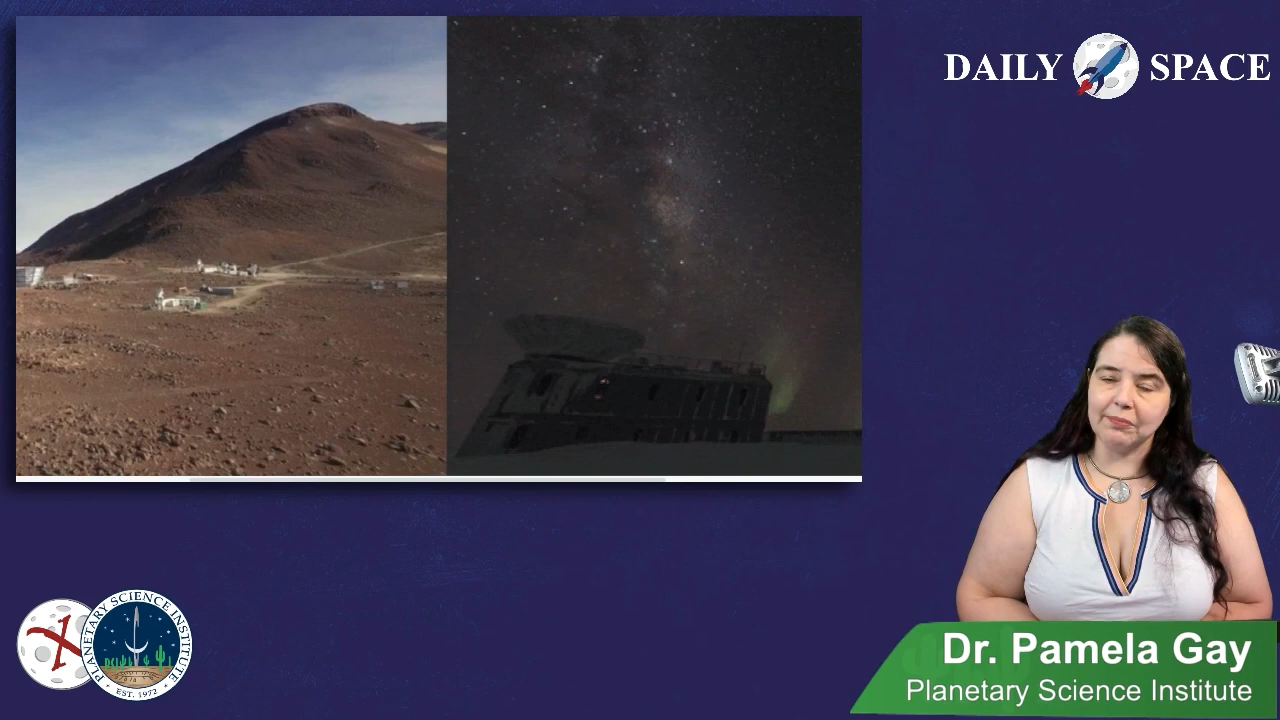 DAILY SPACE
PLANETARY SCIENCE INSTITUTE
EST. 1972
Dr. Pamela Gay
Planetary Science Institute